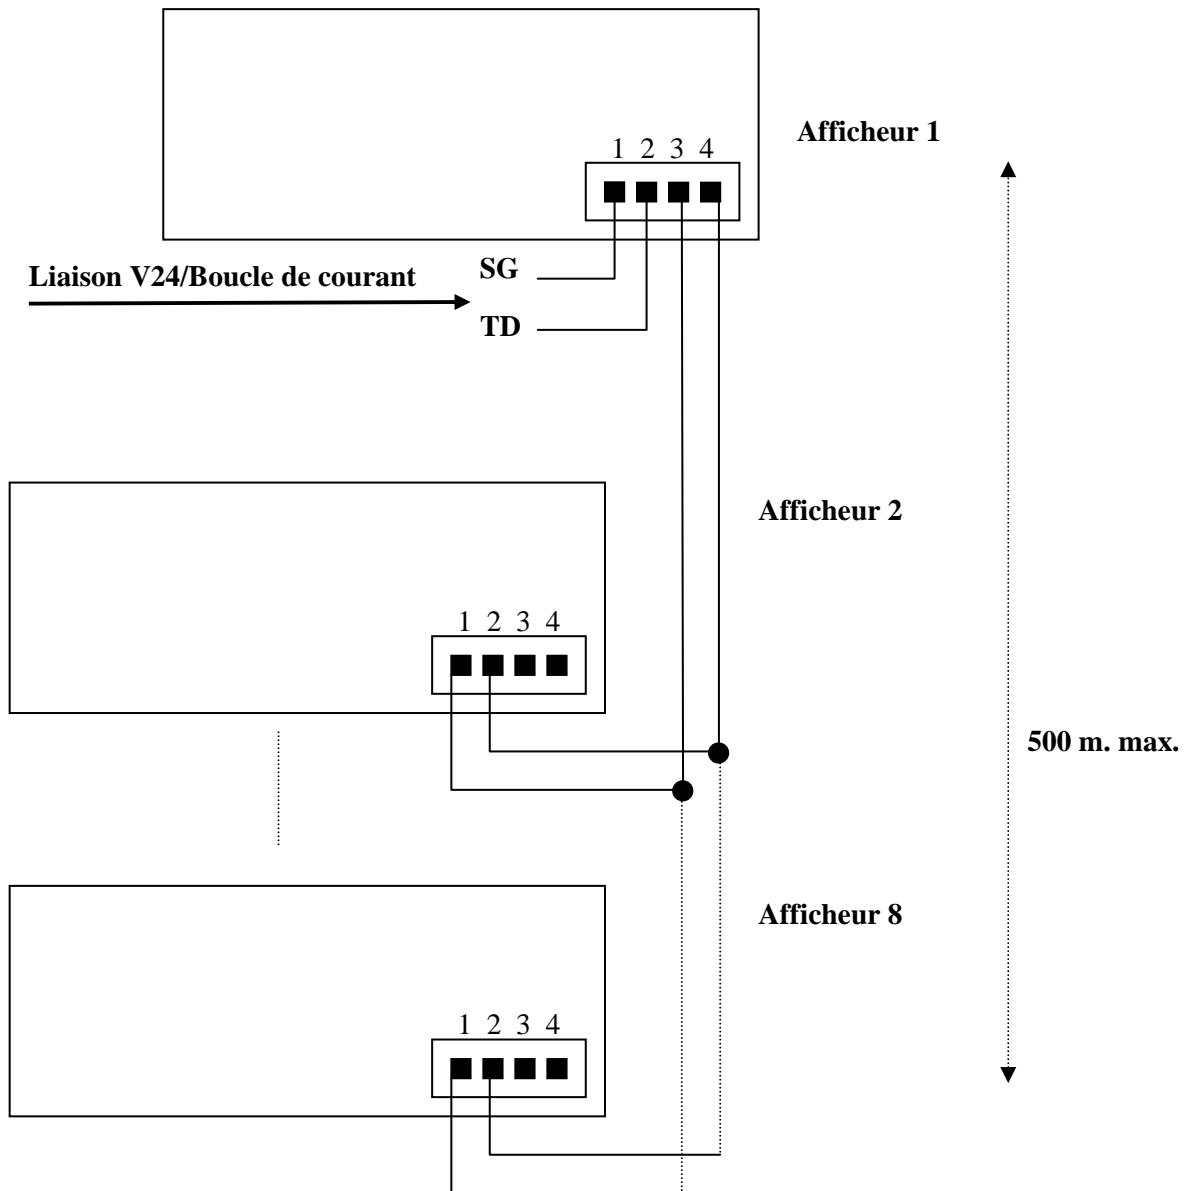 Afficheur 1
1 2 3 4
Liaison V24/Boucle de courant
SG
TD
Afficheur 2
1 2 3 4
500 m. max.
Afficheur 8
1 2 3 4